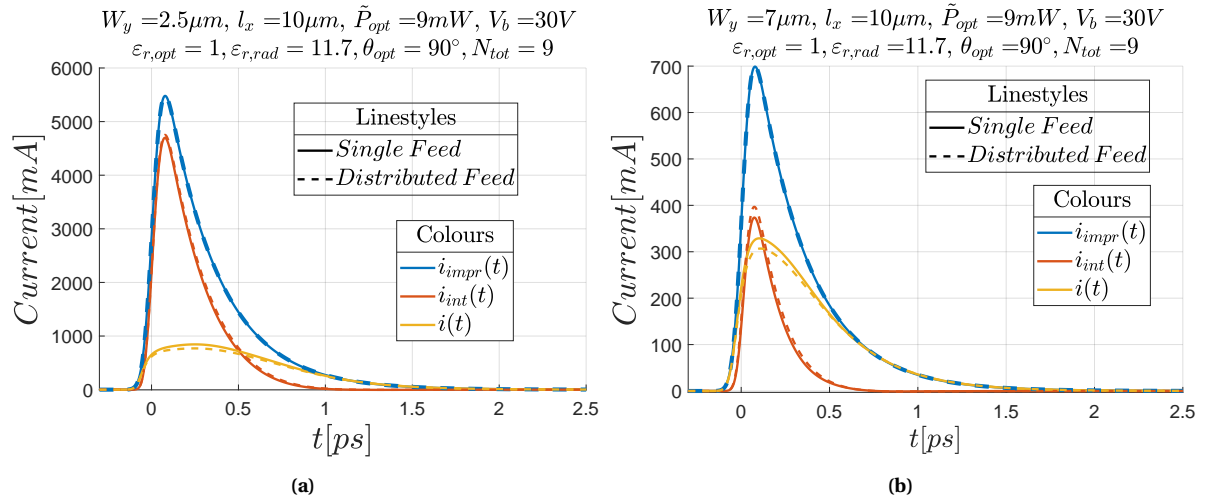 W_y =2.5μm, l_x =10μm, P̃_opt =9mW, V_b =30V
ε_r,opt = 1, ε_r,rad = 11.7, θ_opt = 90°, N_tot = 9
6000
5000
4000
3000
2000
1000
0
Current[mA]
Linestyles
Single Feed
Distributed Feed
Colours
i_impr(t)
i_int(t)
i(t)
0 0.5 1 1.5 2 2.5
t[ps]
(a)
W_y =7μm, l_x =10μm, P̃_opt =9mW, V_b =30V
ε_r,opt = 1, ε_r,rad =11.7, θ_opt =90°, N_tot =9
700
600
500
400
300
200
100
0
Current[mA]
Linestyles
Single Feed
Distributed Feed
Colours
i_impr(t)
i_int(t)
i(t)
0 0.5 1 1.5 2 2.5
t[ps]
(b)